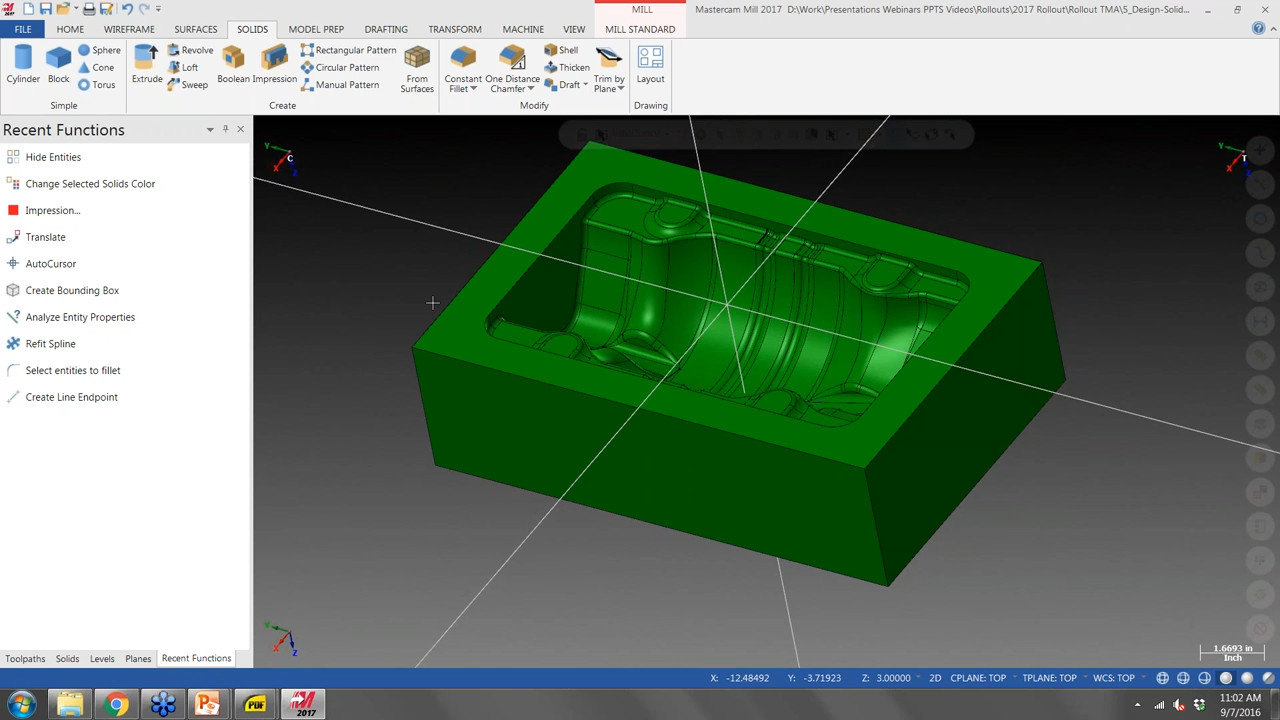 MILL
Mastercam Mill 2017 D:\Work\Presentations Webinars PPTS Videos\Rollouts\2017 Rollout\Rollout TMA\5_Design-Solid...
FILE HOME WIREFRAME SURFACES SOLIDS MODEL PREP DRAFTING TRANSFORM MACHINE VIEW MILL STANDARD
Cylinder
Block
Sphere
Cone
Torus
Simple
Extrude
Revolve
Loft
Sweep
Boolean
Impression
Rectangular Pattern
Circular Pattern
Manual Pattern
From
Surfaces
Create
Constant
Fillet
One Distance
Chamfer
Shell
Thicken
Draft
Trim by
Plane
Modify
Layout
Drawing
Recent Functions
Hide Entities
Change Selected Solids Color
Impression...
Translate
AutoCursor
Create Bounding Box
Analyze Entity Properties
Refit Spline
Select entities to fillet
Create Line Endpoint
Y C X Z
Y T X Z
Y X Z
1.6693 in
Inch
Toolpaths Solids Levels Planes Recent Functions
X: -12.48492 Y: -3.71923 Z: 3.00000 2D CPLANE: TOP TPLANE: TOP WCS: TOP
PDF
2017
11:02 AM
9/7/2016